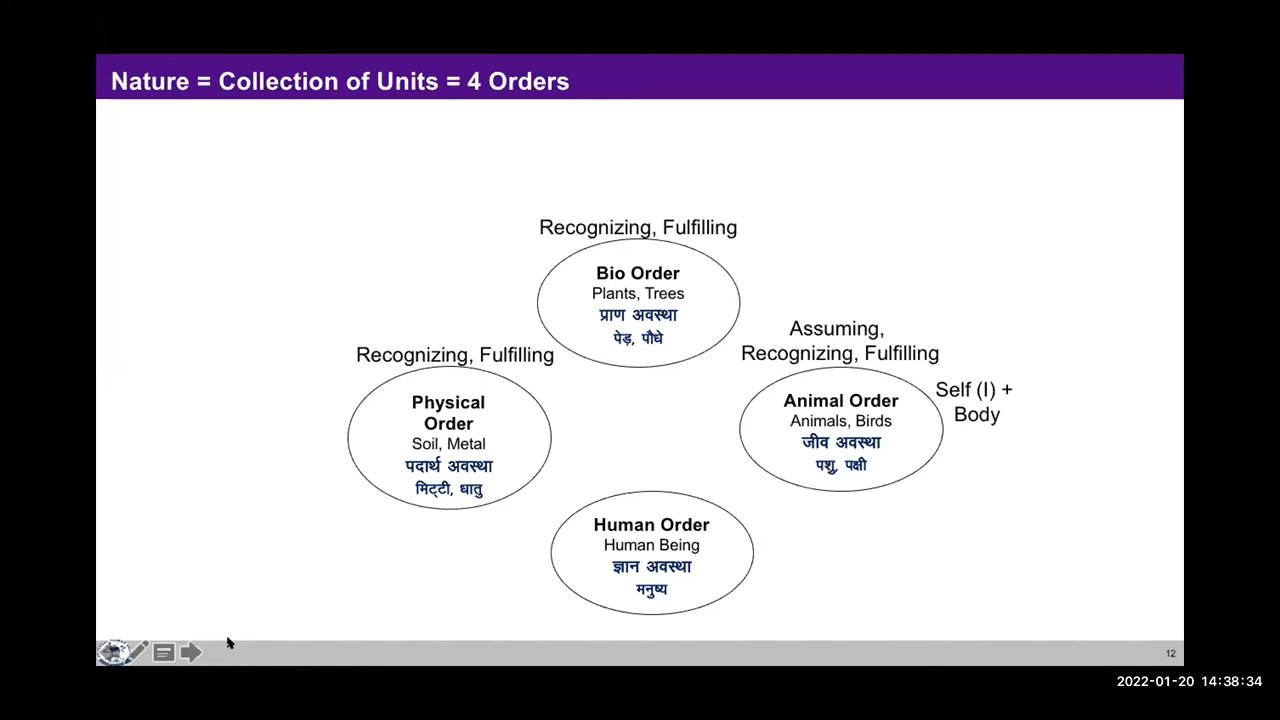 Nature = Collection of Units = 4 Orders
Recognizing, Fulfilling
Bio Order
Plants, Trees
प्राण अवस्था
पेड़, पौधे
Recognizing, Fulfilling
Physical
Order
Soil, Metal
पदार्थ अवस्था
मिट्टी, धातु
Assuming,
Recognizing, Fulfilling
Animal Order
Animals, Birds
जीव अवस्था
पशु, पक्षी
Self (I) +
Body
Human Order
Human Being
ज्ञान अवस्था
मनुष्य
12
2022-01-20 14:38:34